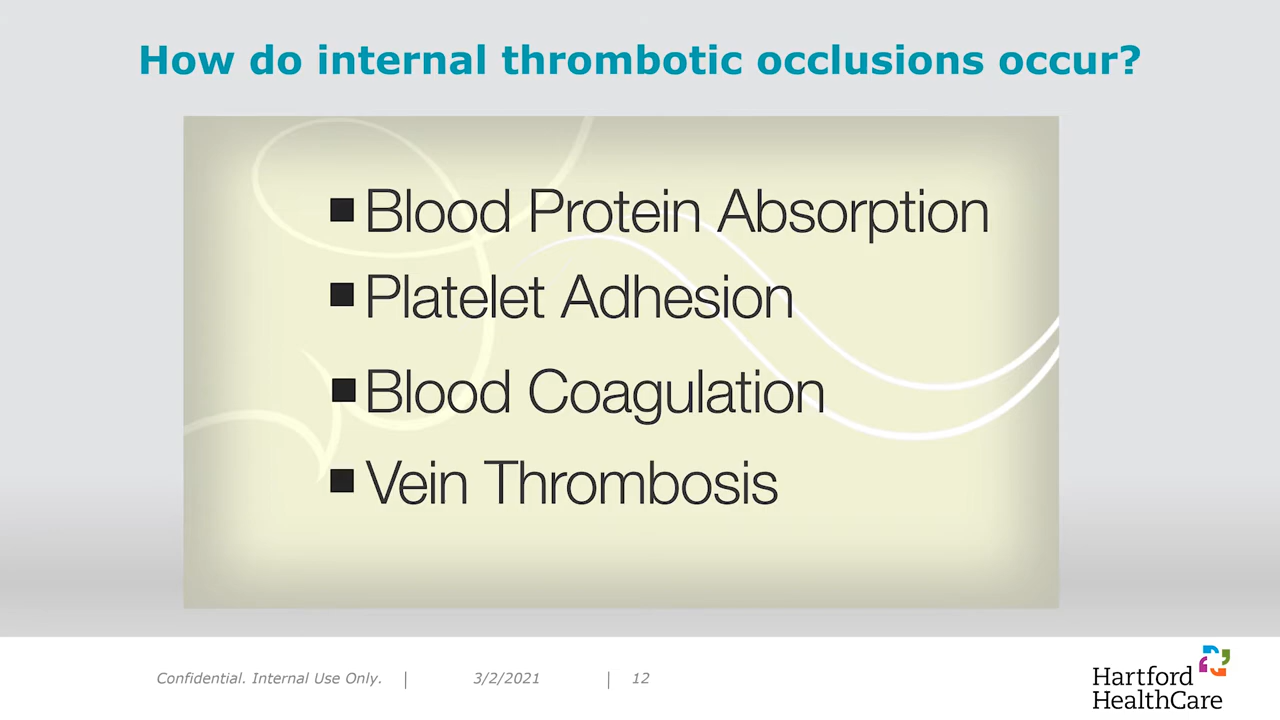 How do internal thrombotic occlusions occur?
▪ Blood Protein Absorption
▪ Platelet Adhesion
▪ Blood Coagulation
▪ Vein Thrombosis
Confidential. Internal Use Only. | 3/2/2021 | 12
Hartford
HealthCare